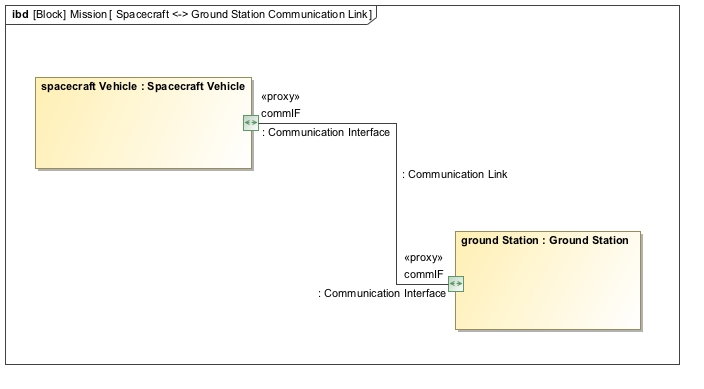 ibd [Block] Mission [ Spacecraft <-> Ground Station Communication Link ]
spacecraft Vehicle : Spacecraft Vehicle
«proxy»
commIF
: Communication Interface
: Communication Link
ground Station : Ground Station
«proxy»
commIF
: Communication Interface